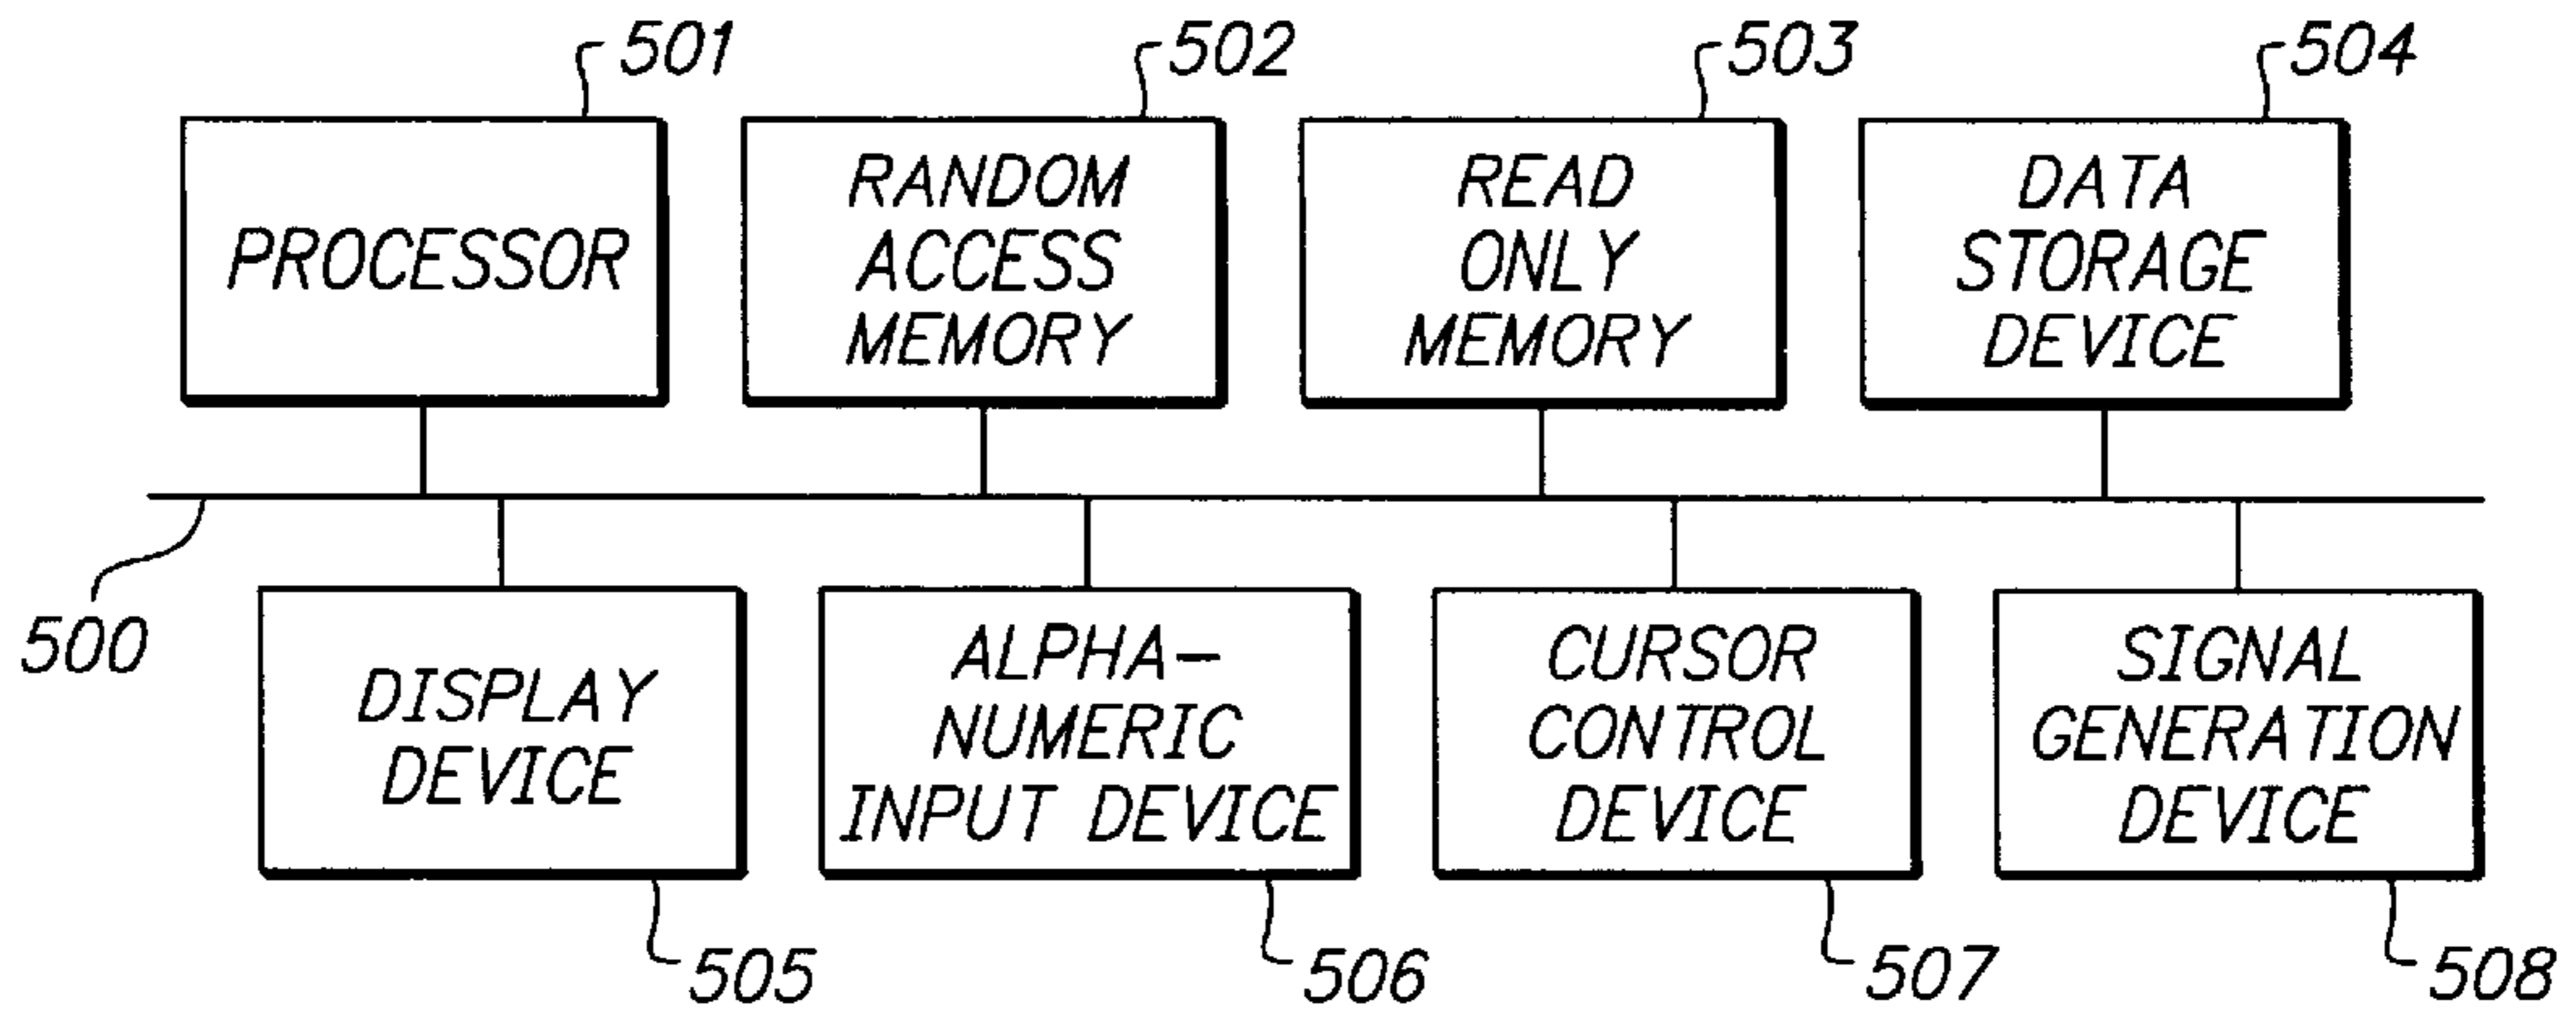 501
502
503
504
PROCESSOR
RANDOM
ACCESS
MEMORY
READ
ONLY
MEMORY
DATA
STORAGE
DEVICE
500
DISPLAY
DEVICE
ALPHA-
NUMERIC
INPUT DEVICE
CURSOR
CONTROL
DEVICE
SIGNAL
GENERATION
DEVICE
505
506
507
508